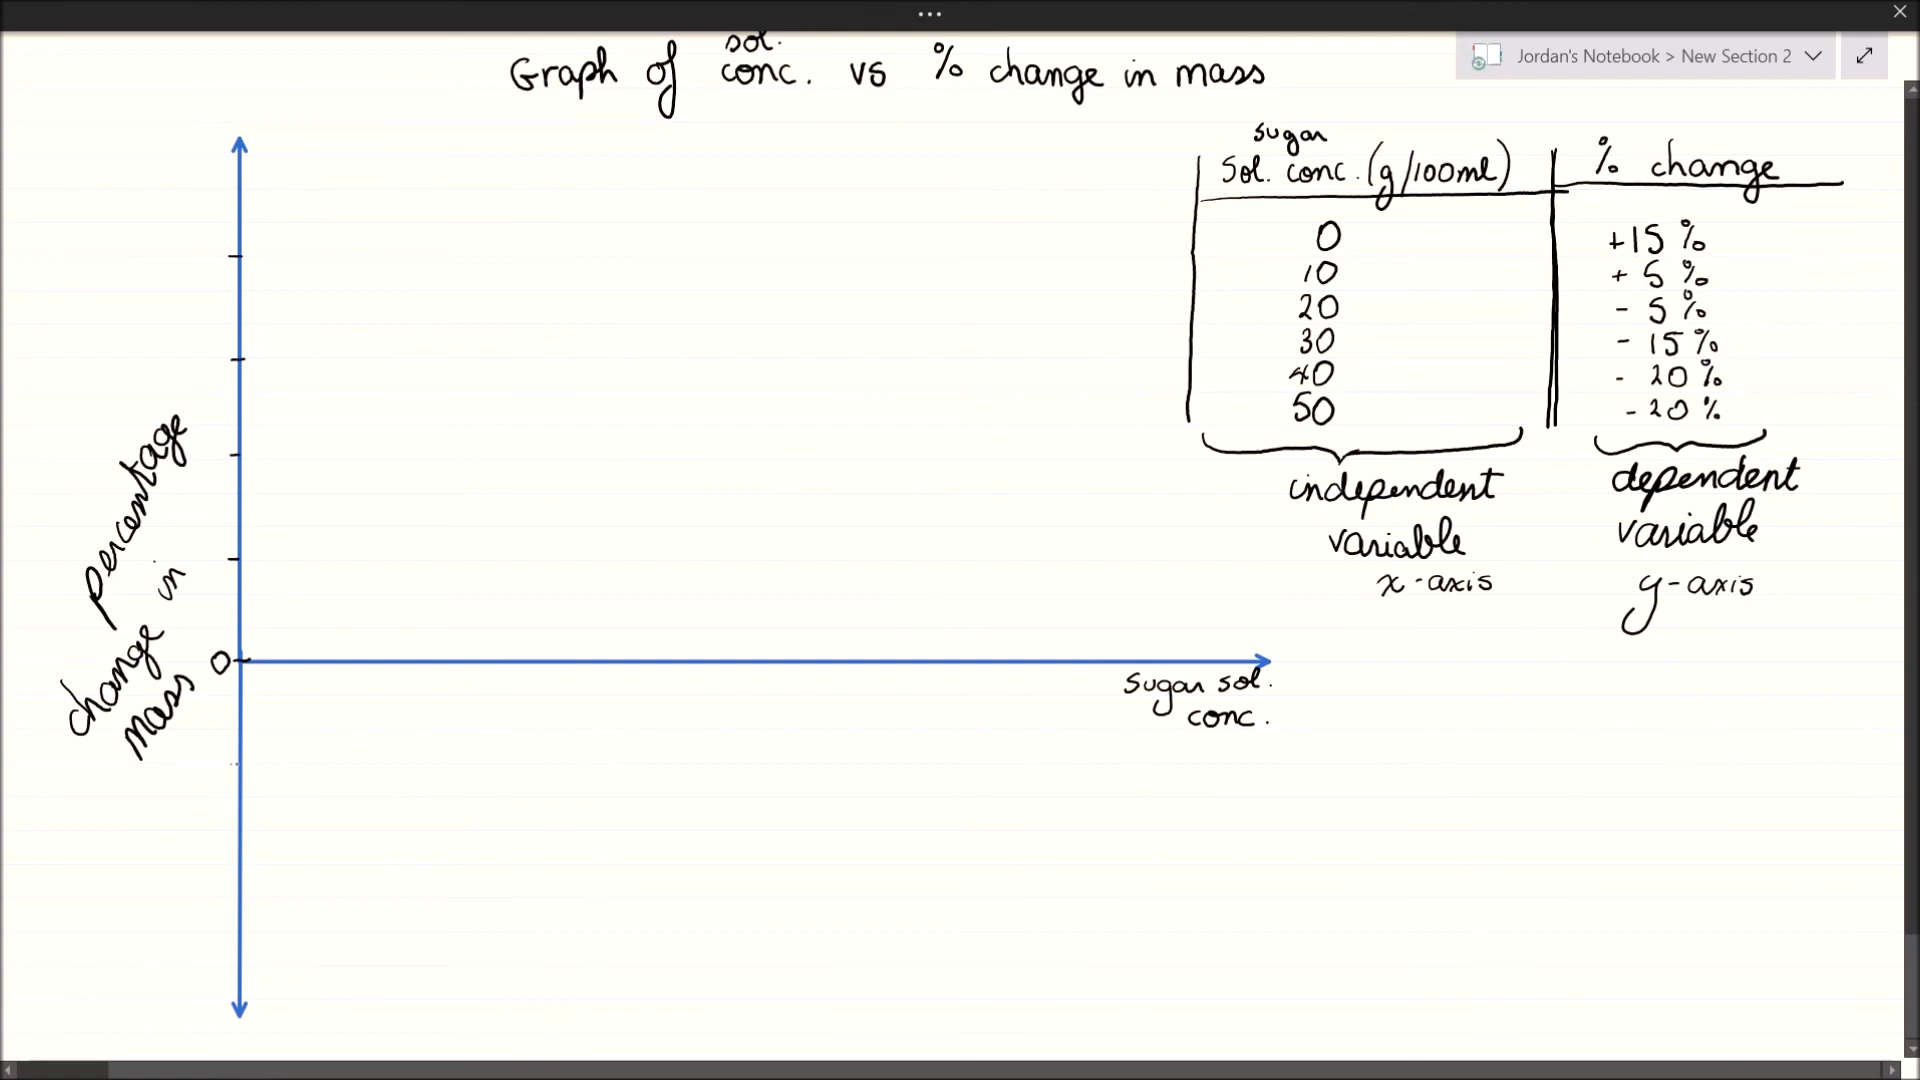 sol.
Graph of conc. vs % change in mass
Jordan's Notebook > New Section 2
sugar
Sol. conc. (g/100ml) % change
0 +15 %
10 + 5 %
20 - 5 %
30 - 15 %
40 - 20 %
50 - 20 %
independent dependent
variable variable
x-axis y-axis
percentage
change in
mass
0
sugar sol.
conc.